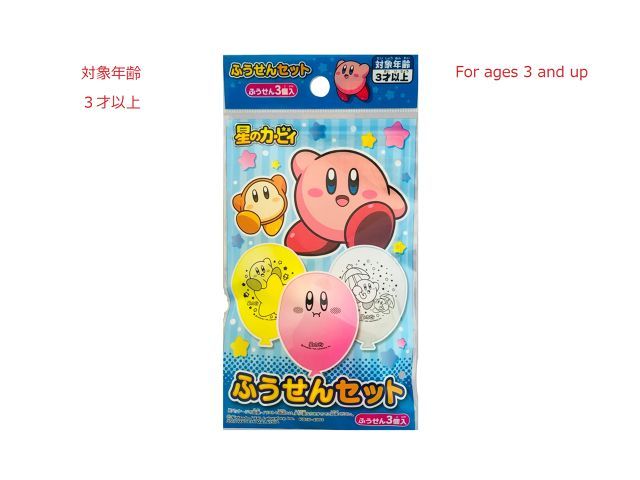 対象年齢
３才以上
For ages 3 and up
ふうせんセット
ふうせん3個入
対象年齢
3才以上
星のカービィ
ふうせんセット
ふうせん3個入